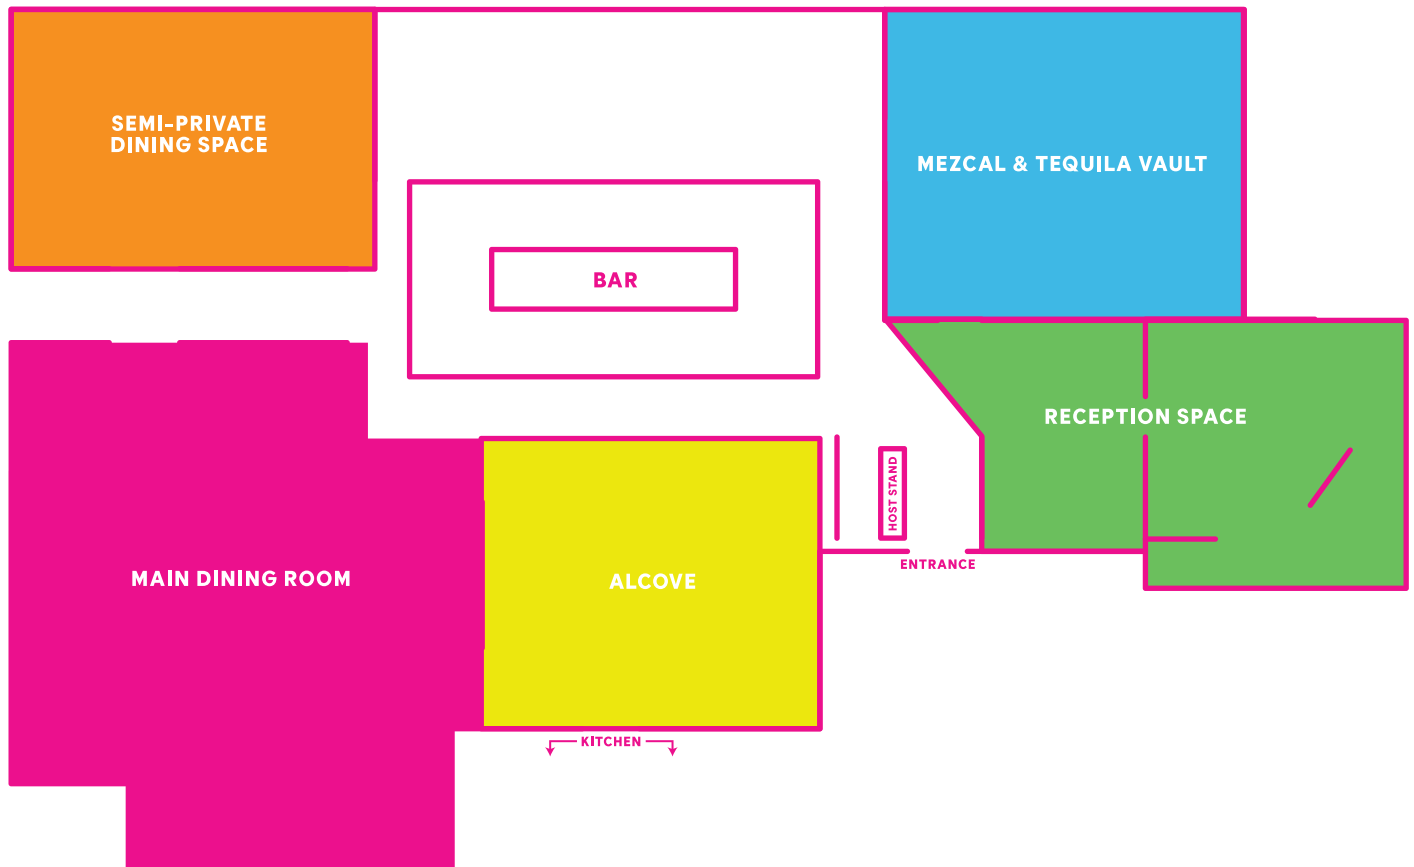 SEMI-PRIVATE
DINING SPACE
MEZCAL & TEQUILA VAULT
BAR
RECEPTION SPACE
HOST STAND
ENTRANCE
MAIN DINING ROOM
ALCOVE
KITCHEN